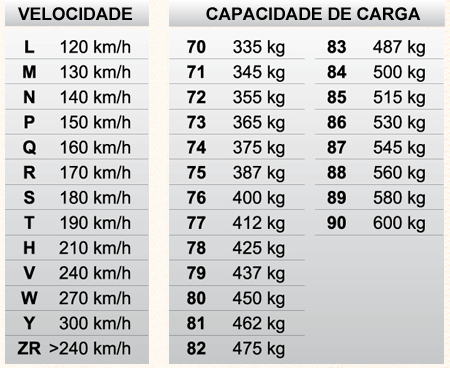 VELOCIDADE
L 120 km/h
M 130 km/h
N 140 km/h
P 150 km/h
Q 160 km/h
R 170 km/h
S 180 km/h
T 190 km/h
H 210 km/h
V 240 km/h
W 270 km/h
Y 300 km/h
ZR >240 km/h
CAPACIDADE DE CARGA
70 335 kg
71 345 kg
72 355 kg
73 365 kg
74 375 kg
75 387 kg
76 400 kg
77 412 kg
78 425 kg
79 437 kg
80 450 kg
81 462 kg
82 475 kg
83 487 kg
84 500 kg
85 515 kg
86 530 kg
87 545 kg
88 560 kg
89 580 kg
90 600 kg